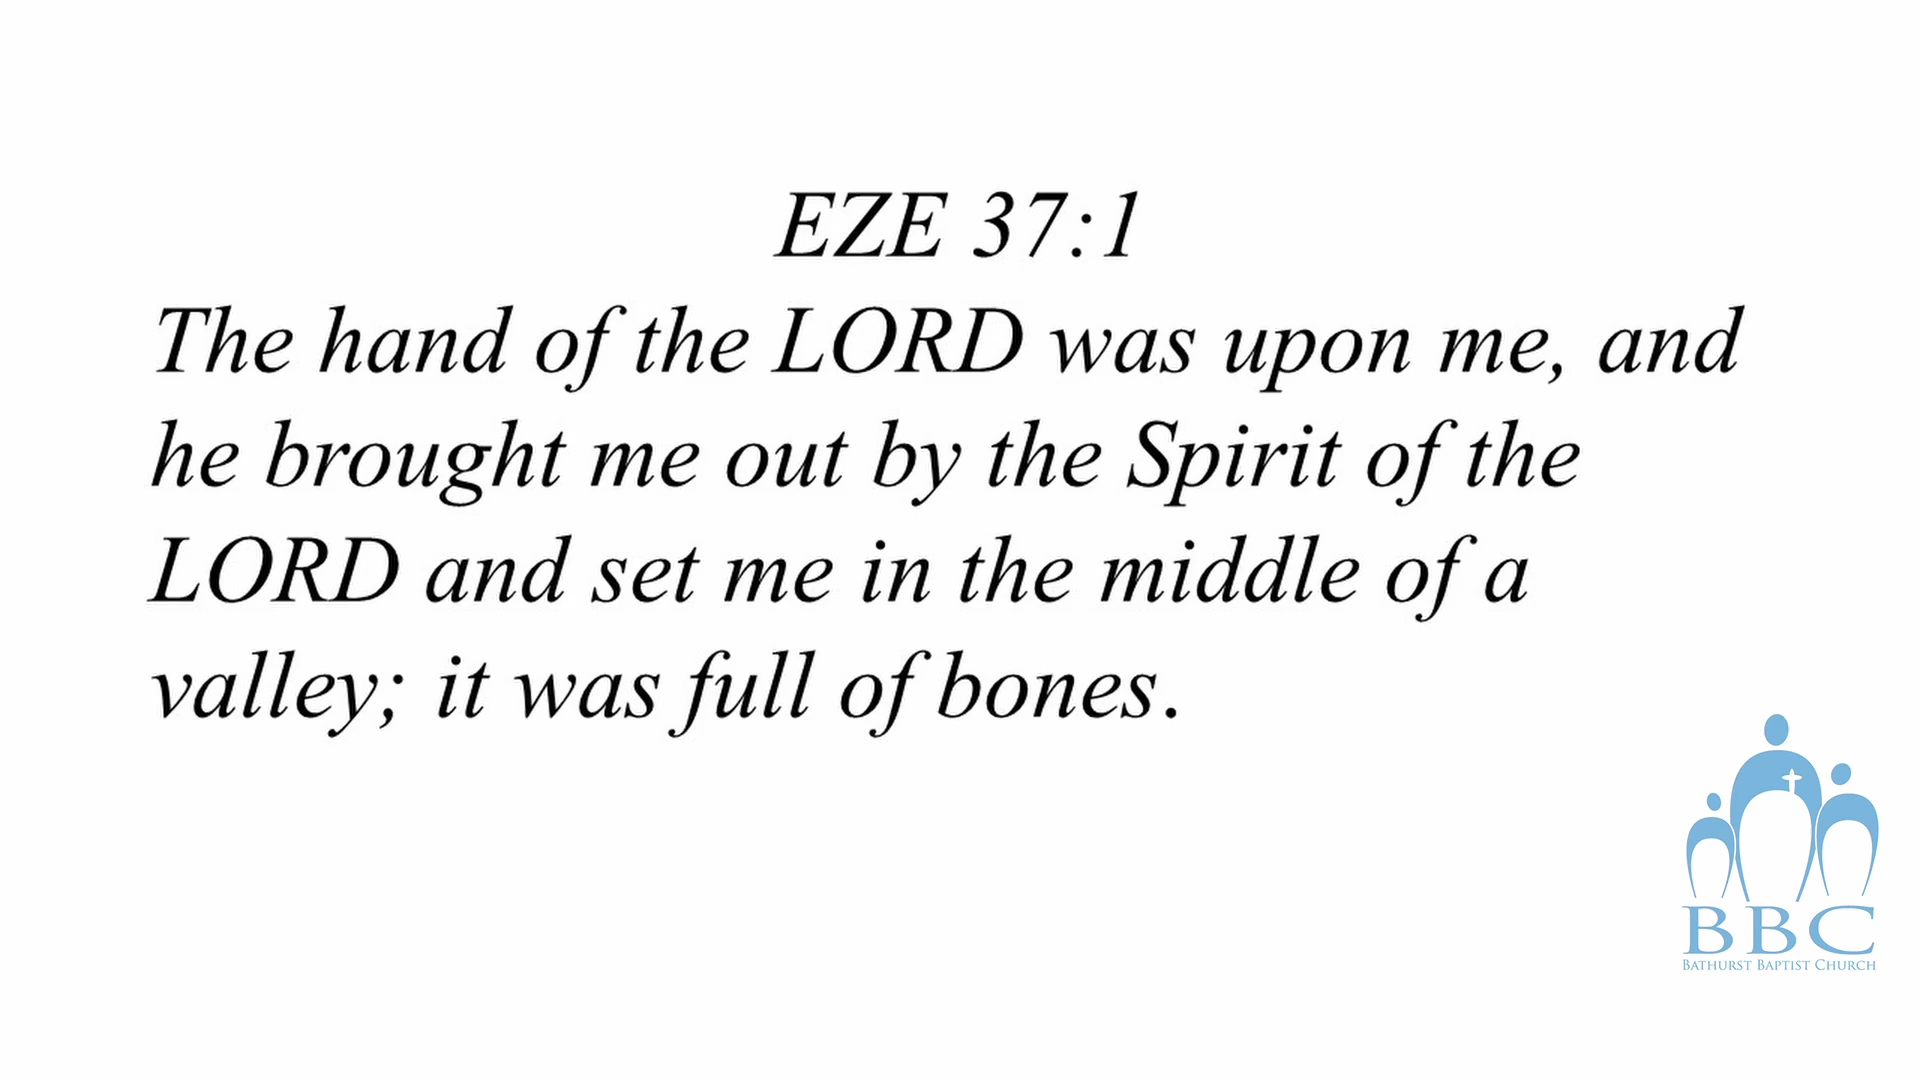 EZE 37:1
The hand of the LORD was upon me, and
he brought me out by the Spirit of the
LORD and set me in the middle of a
valley; it was full of bones.
BBC
BATHURST BAPTIST CHURCH